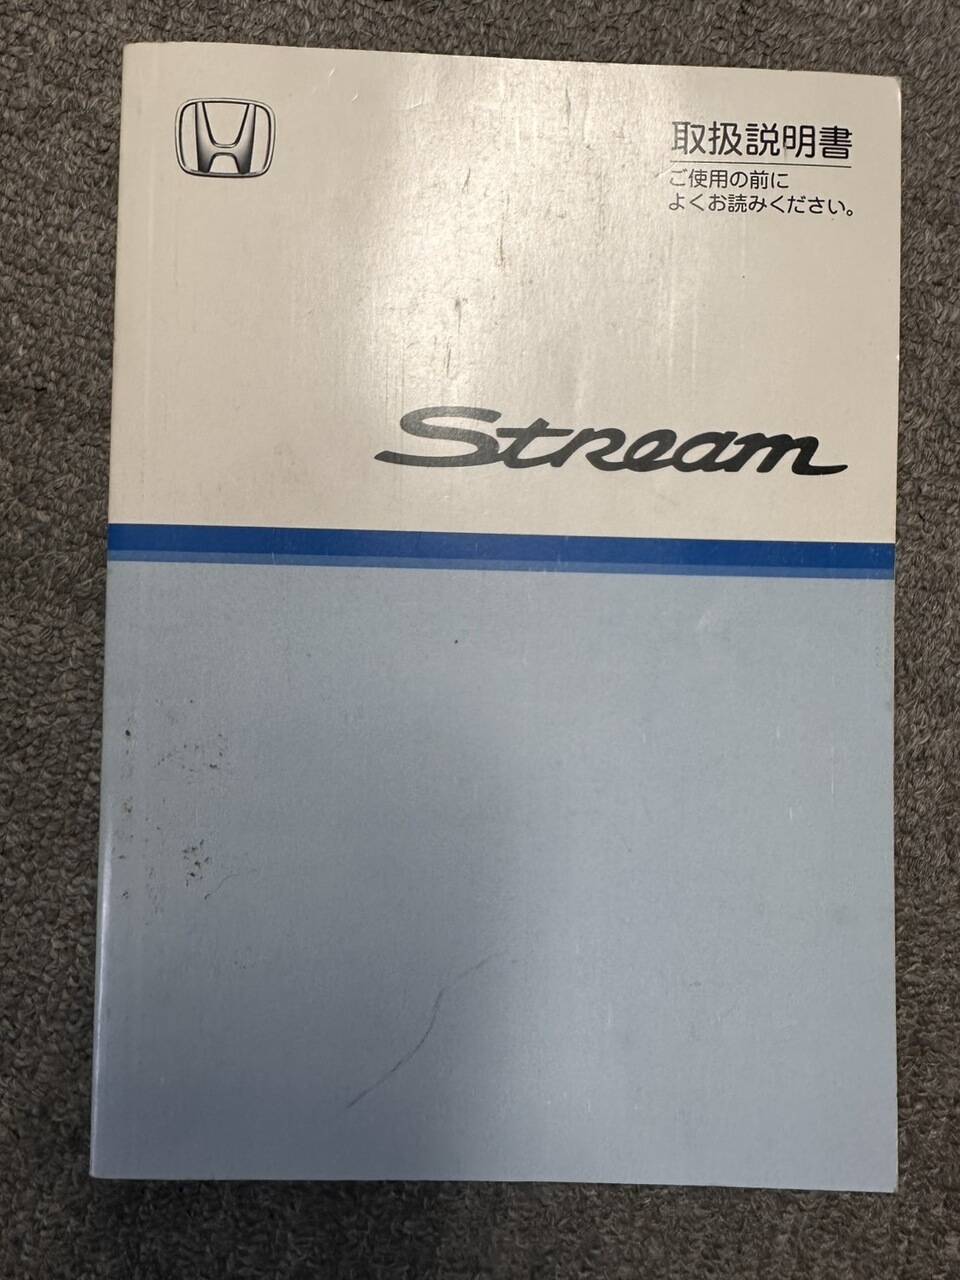 取扱説明書
ご使用の前に
よくお読みください。
Stream